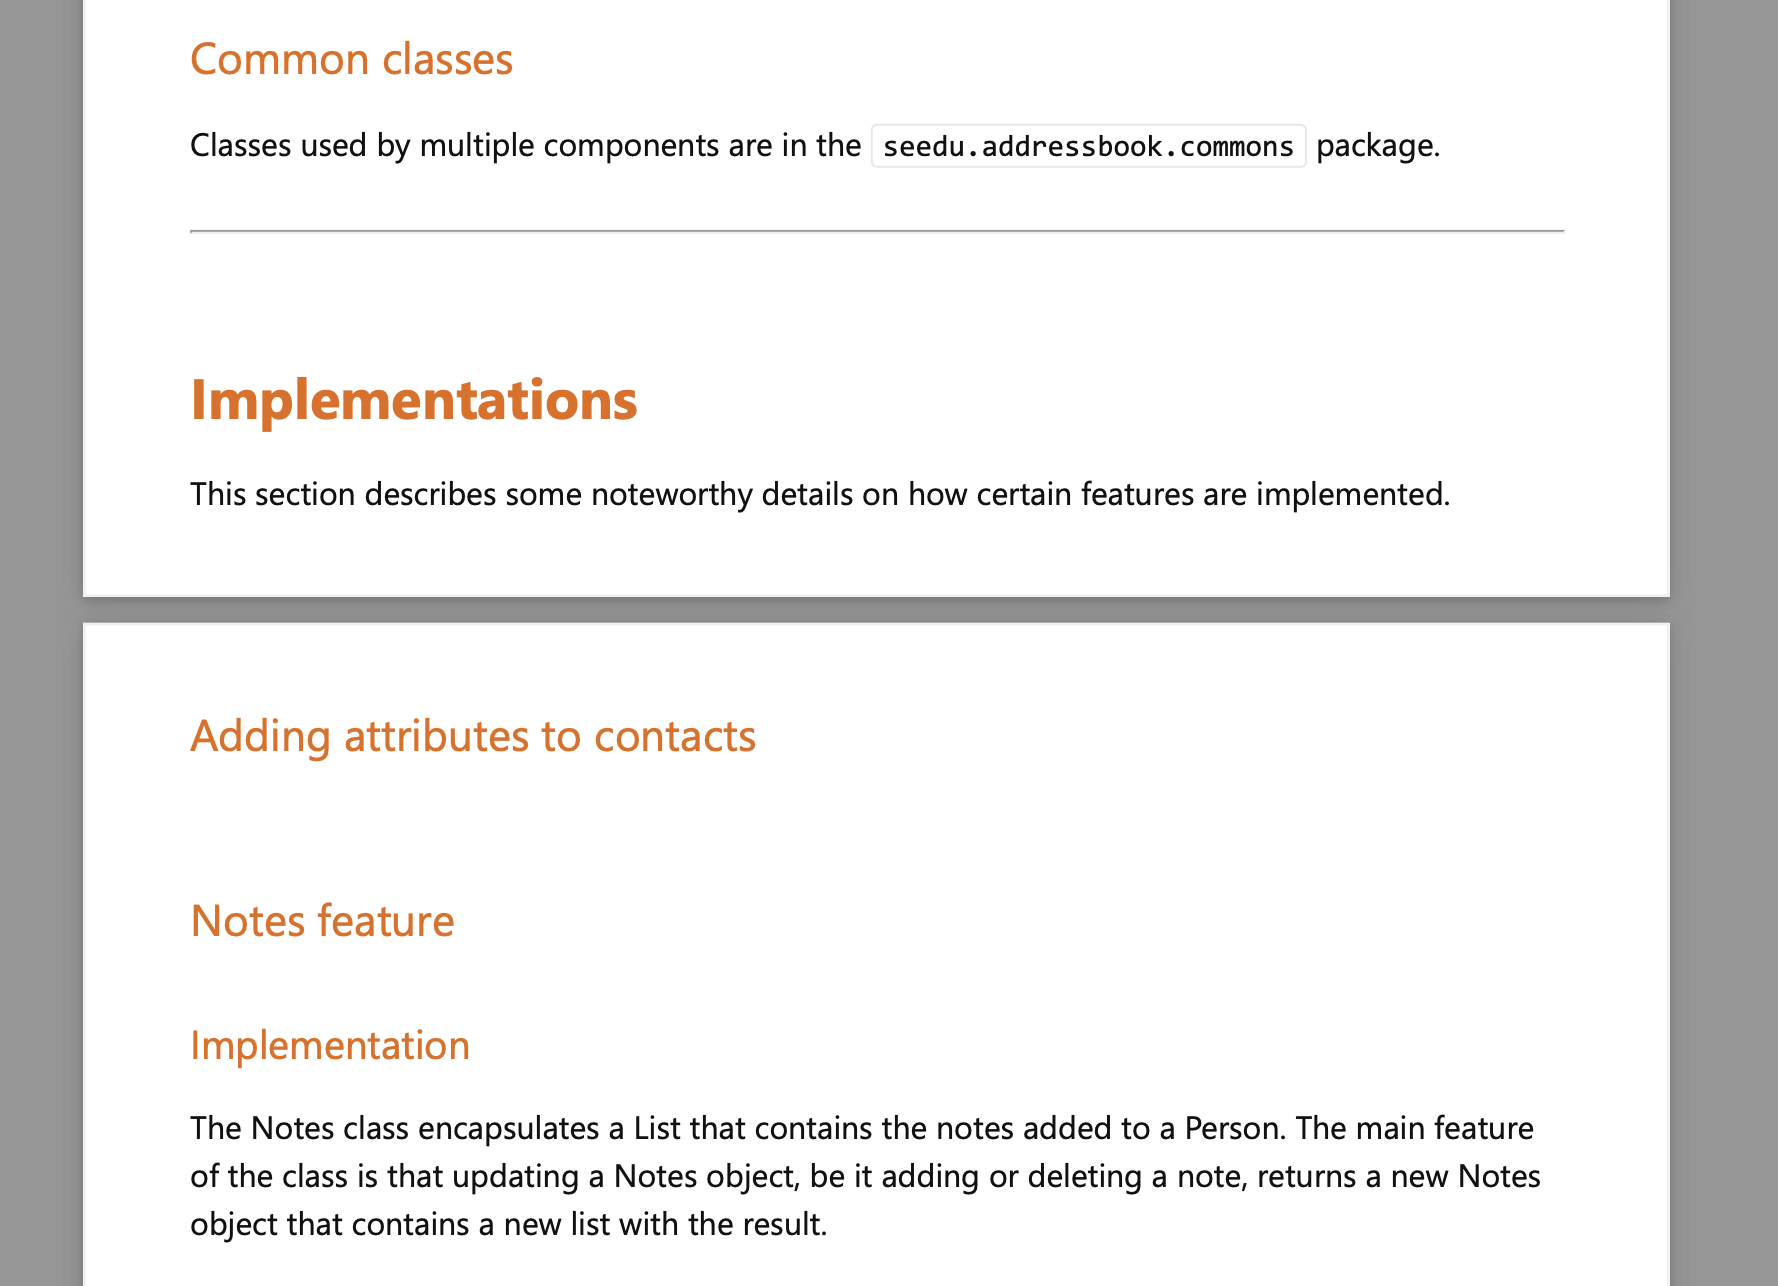 Common classes
Classes used by multiple components are in the seedu.addressbook.commons package.
Implementations
This section describes some noteworthy details on how certain features are implemented.
Adding attributes to contacts
Notes feature
Implementation
The Notes class encapsulates a List that contains the notes added to a Person. The main feature
of the class is that updating a Notes object, be it adding or deleting a note, returns a new Notes
object that contains a new list with the result.